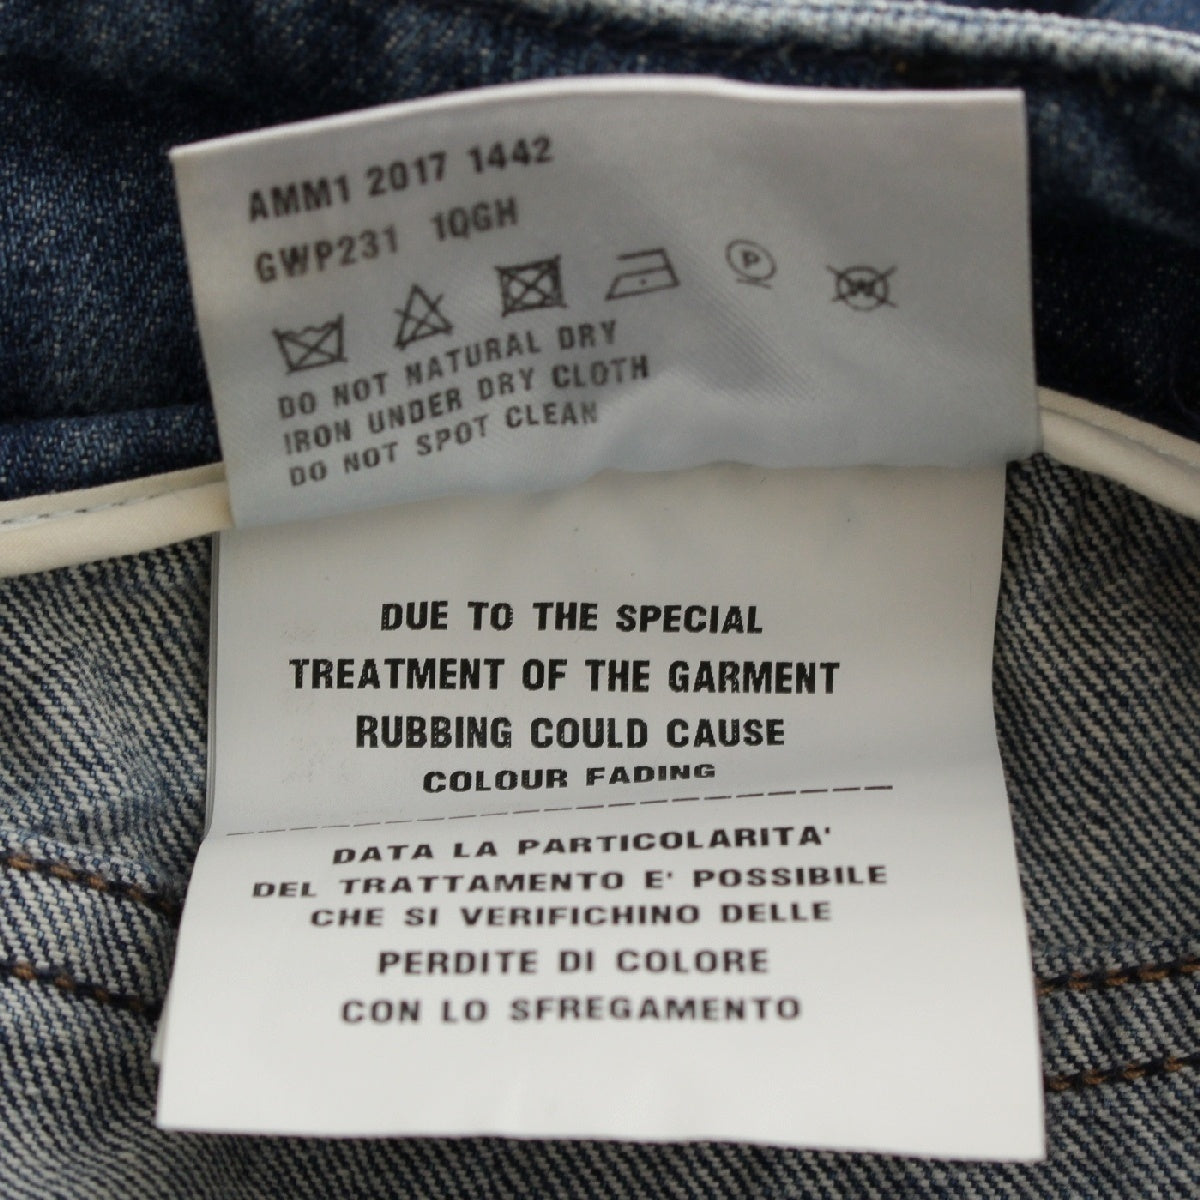 AMM1 2017 1442
GWP231 1QGH
P W
DO NOT NATURAL DRY
IRON UNDER DRY CLOTH
DO NOT SPOT CLEAN
DUE TO THE SPECIAL
TREATMENT OF THE GARMENT
RUBBING COULD CAUSE
COLOUR FADING
DATA LA PARTICOLARITA'
DEL TRATTAMENTO E' POSSIBILE
CHE SI VERIFICHINO DELLE
PERDITE DI COLORE
CON LO SFREGAMENTO